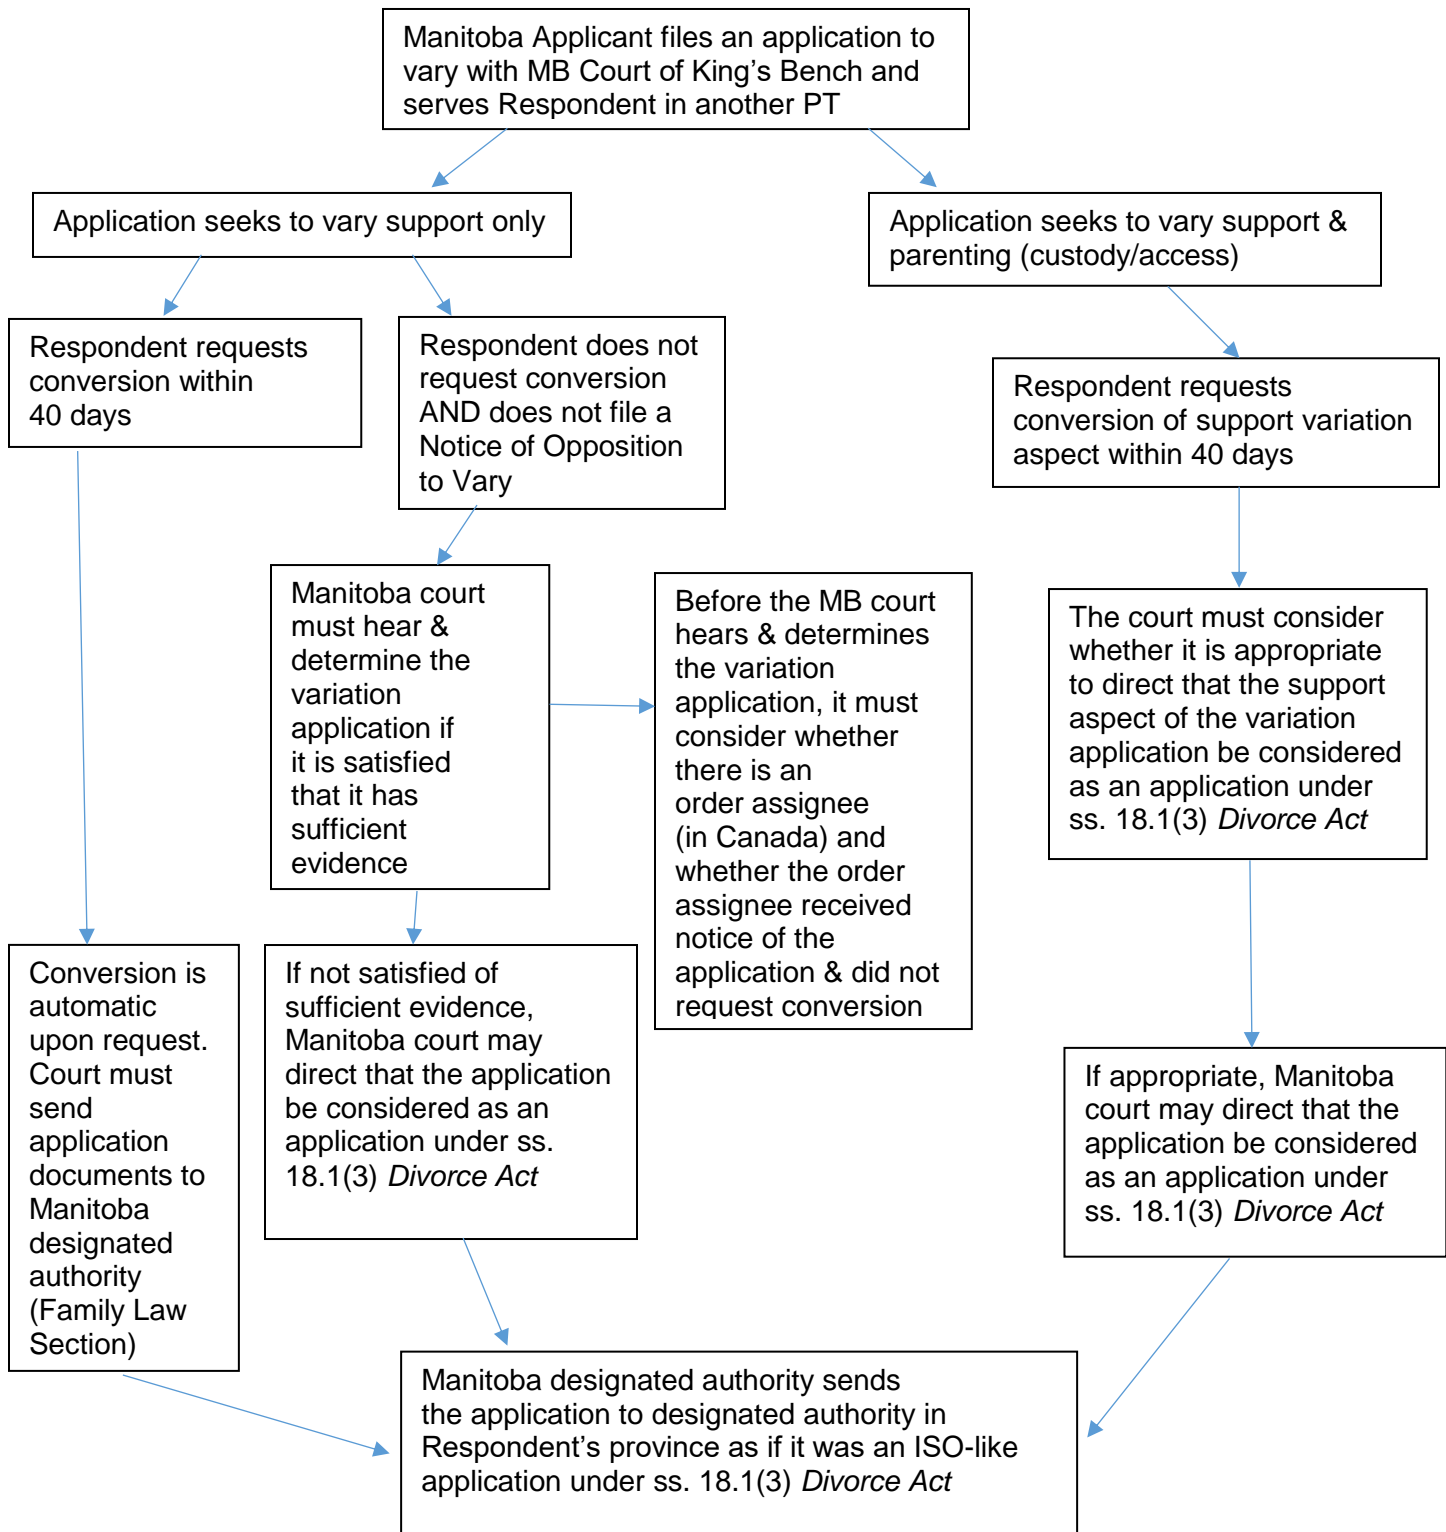 Manitoba Applicant files an application to
vary with MB Court of King’s Bench and
serves Respondent in another PT
Application seeks to vary support only
Application seeks to vary support &
parenting (custody/access)
Respondent requests
conversion within
40 days
Respondent does not
request conversion
AND does not file a
Notice of Opposition
to Vary
Respondent requests
conversion of support variation
aspect within 40 days
Manitoba court
must hear &
determine the
variation
application if
it is satisfied
that it has
sufficient
evidence
Before the MB court
hears & determines
the variation
application, it must
consider whether
there is an
order assignee
(in Canada) and
whether the order
assignee received
notice of the
application & did not
request conversion
The court must consider
whether it is appropriate
to direct that the support
aspect of the variation
application be considered
as an application under
ss. 18.1(3) Divorce Act
Conversion is
automatic
upon request.
Court must
send
application
documents to
Manitoba
designated
authority
(Family Law
Section)
If not satisfied of
sufficient evidence,
Manitoba court may
direct that the application
be considered as an
application under ss.
18.1(3) Divorce Act
If appropriate, Manitoba
court may direct that the
application be considered
as an application under
ss. 18.1(3) Divorce Act
Manitoba designated authority sends
the application to designated authority in
Respondent’s province as if it was an ISO-like
application under ss. 18.1(3) Divorce Act